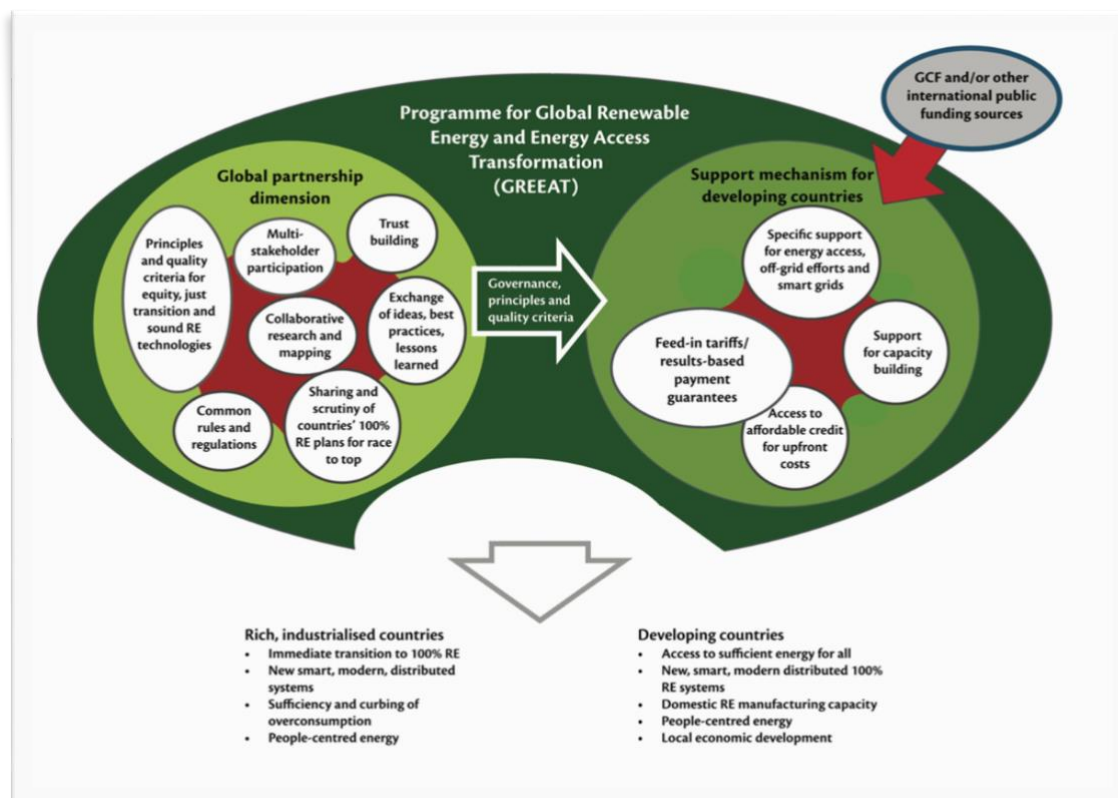 GCF and/or other
international public
funding sources
Programme for Global Renewable
Energy and Energy Access
Transformation
(GREEAT)
Global partnership
dimension
Principles
and quality
criteria for
equity, just
transition and
sound RE
technologies
Multi-
stakeholder
participation
Trust
building
Collaborative
research and
mapping
Exchange
of ideas, best
practices,
lessons
learned
Common
rules and
regulations
Sharing and
scrutiny of
countries' 100%
RE plans for race
to top
Governance,
principles and
quality criteria
Support mechanism for
developing countries
Specific support
for energy access,
off-grid efforts and
smart grids
Feed-in tariffs/
results-based
payment
guarantees
Support
for capacity
building
Access to
affordable credit
for upfront
costs
Rich, industrialised countries
• Immediate transition to 100% RE
• New smart, modern, distributed
systems
• Sufficiency and curbing of
overconsumption
• People-centred energy
Developing countries
• Access to sufficient energy for all
• New, smart, modern distributed 100%
RE systems
• Domestic RE manufacturing capacity
• People-centred energy
• Local economic development